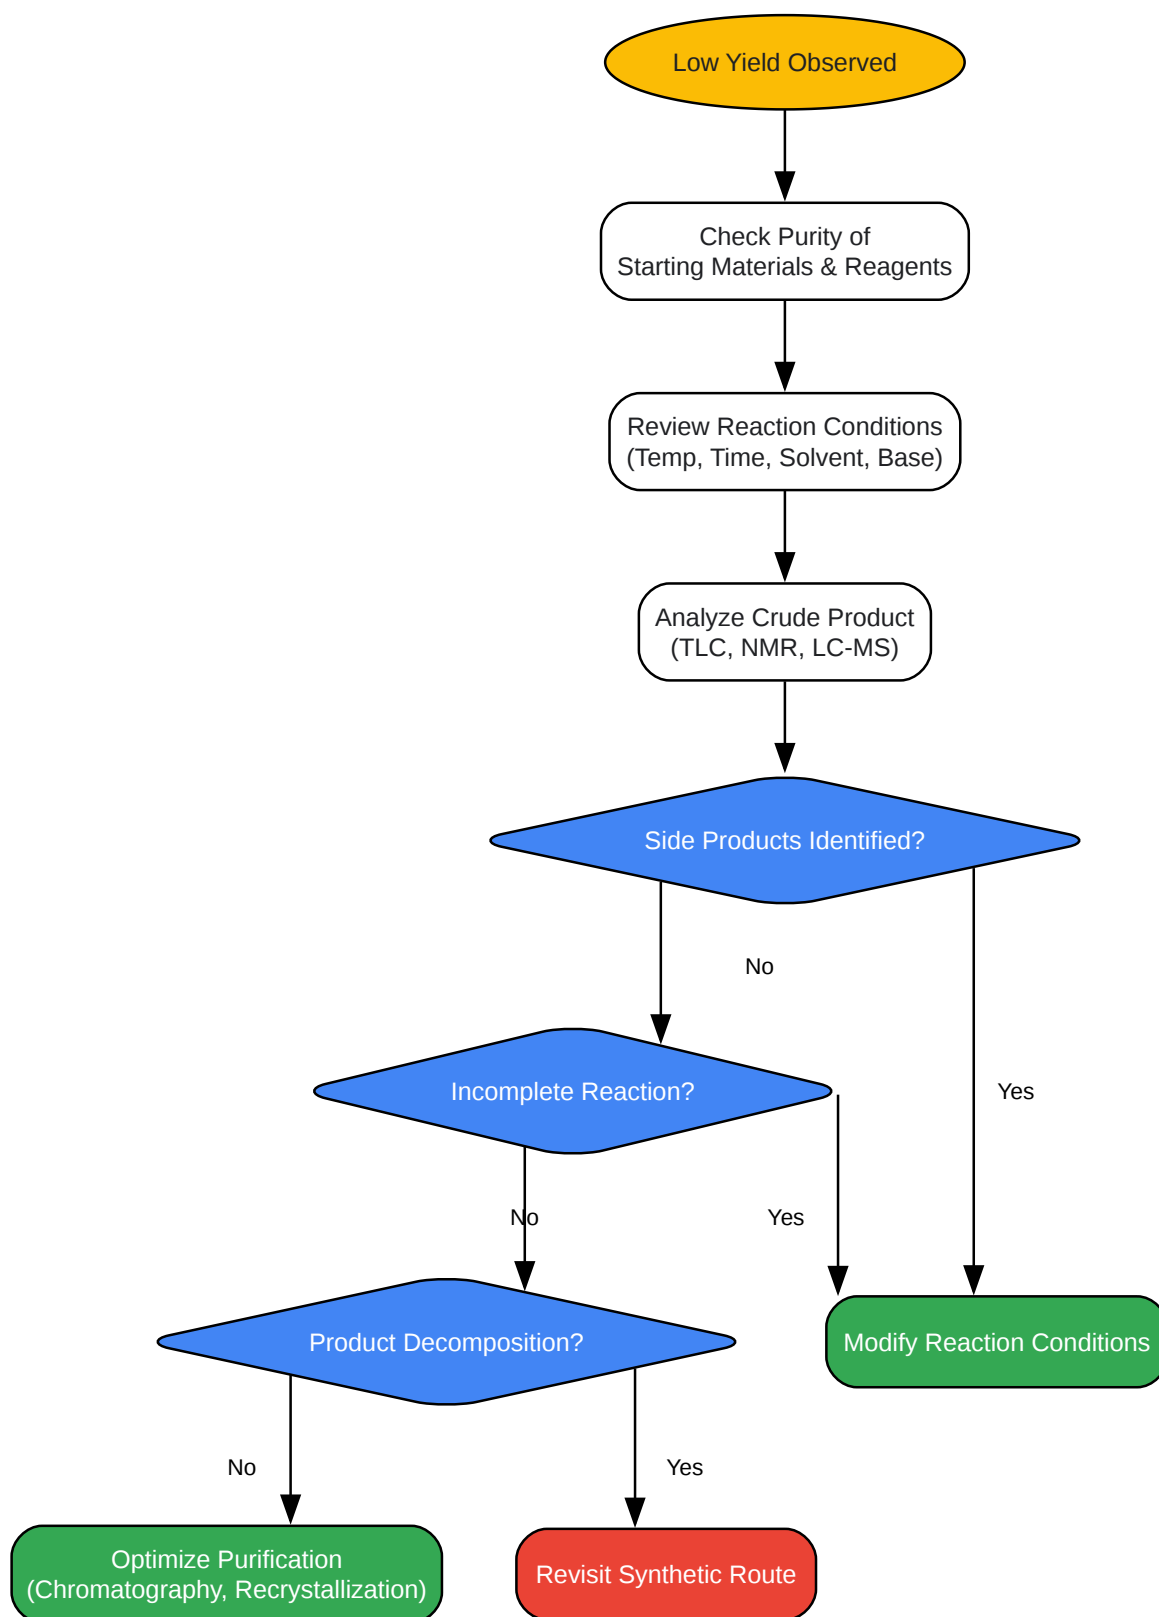 Low Yield Observed
Check Purity of
Starting Materials & Reagents
Review Reaction Conditions
(Temp, Time, Solvent, Base)
Analyze Crude Product
(TLC, NMR, LC-MS)
Side Products Identified?
No
Incomplete Reaction?
Yes
No
Yes
Product Decomposition?
Modify Reaction Conditions
No
Yes
Optimize Purification
(Chromatography, Recrystallization)
Revisit Synthetic Route